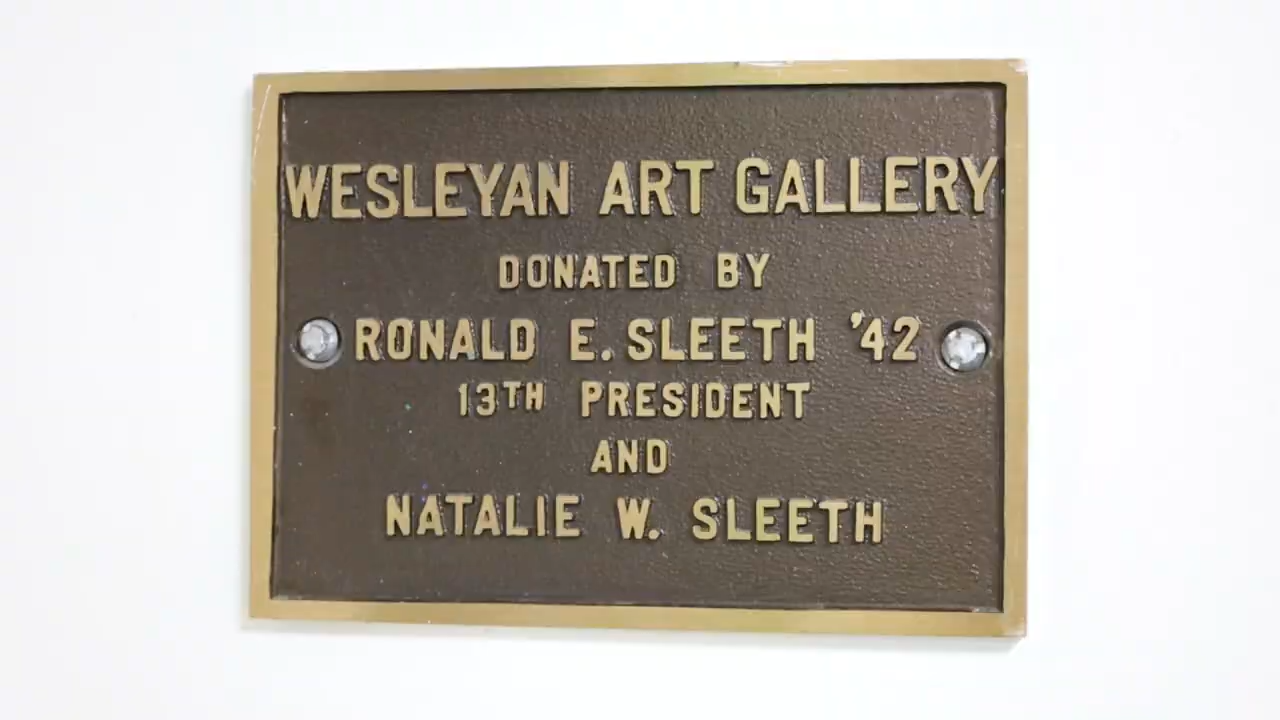 WESLEYAN ART GALLERY
DONATED BY
RONALD E. SLEETH '42
13TH PRESIDENT
AND
NATALIE W. SLEETH